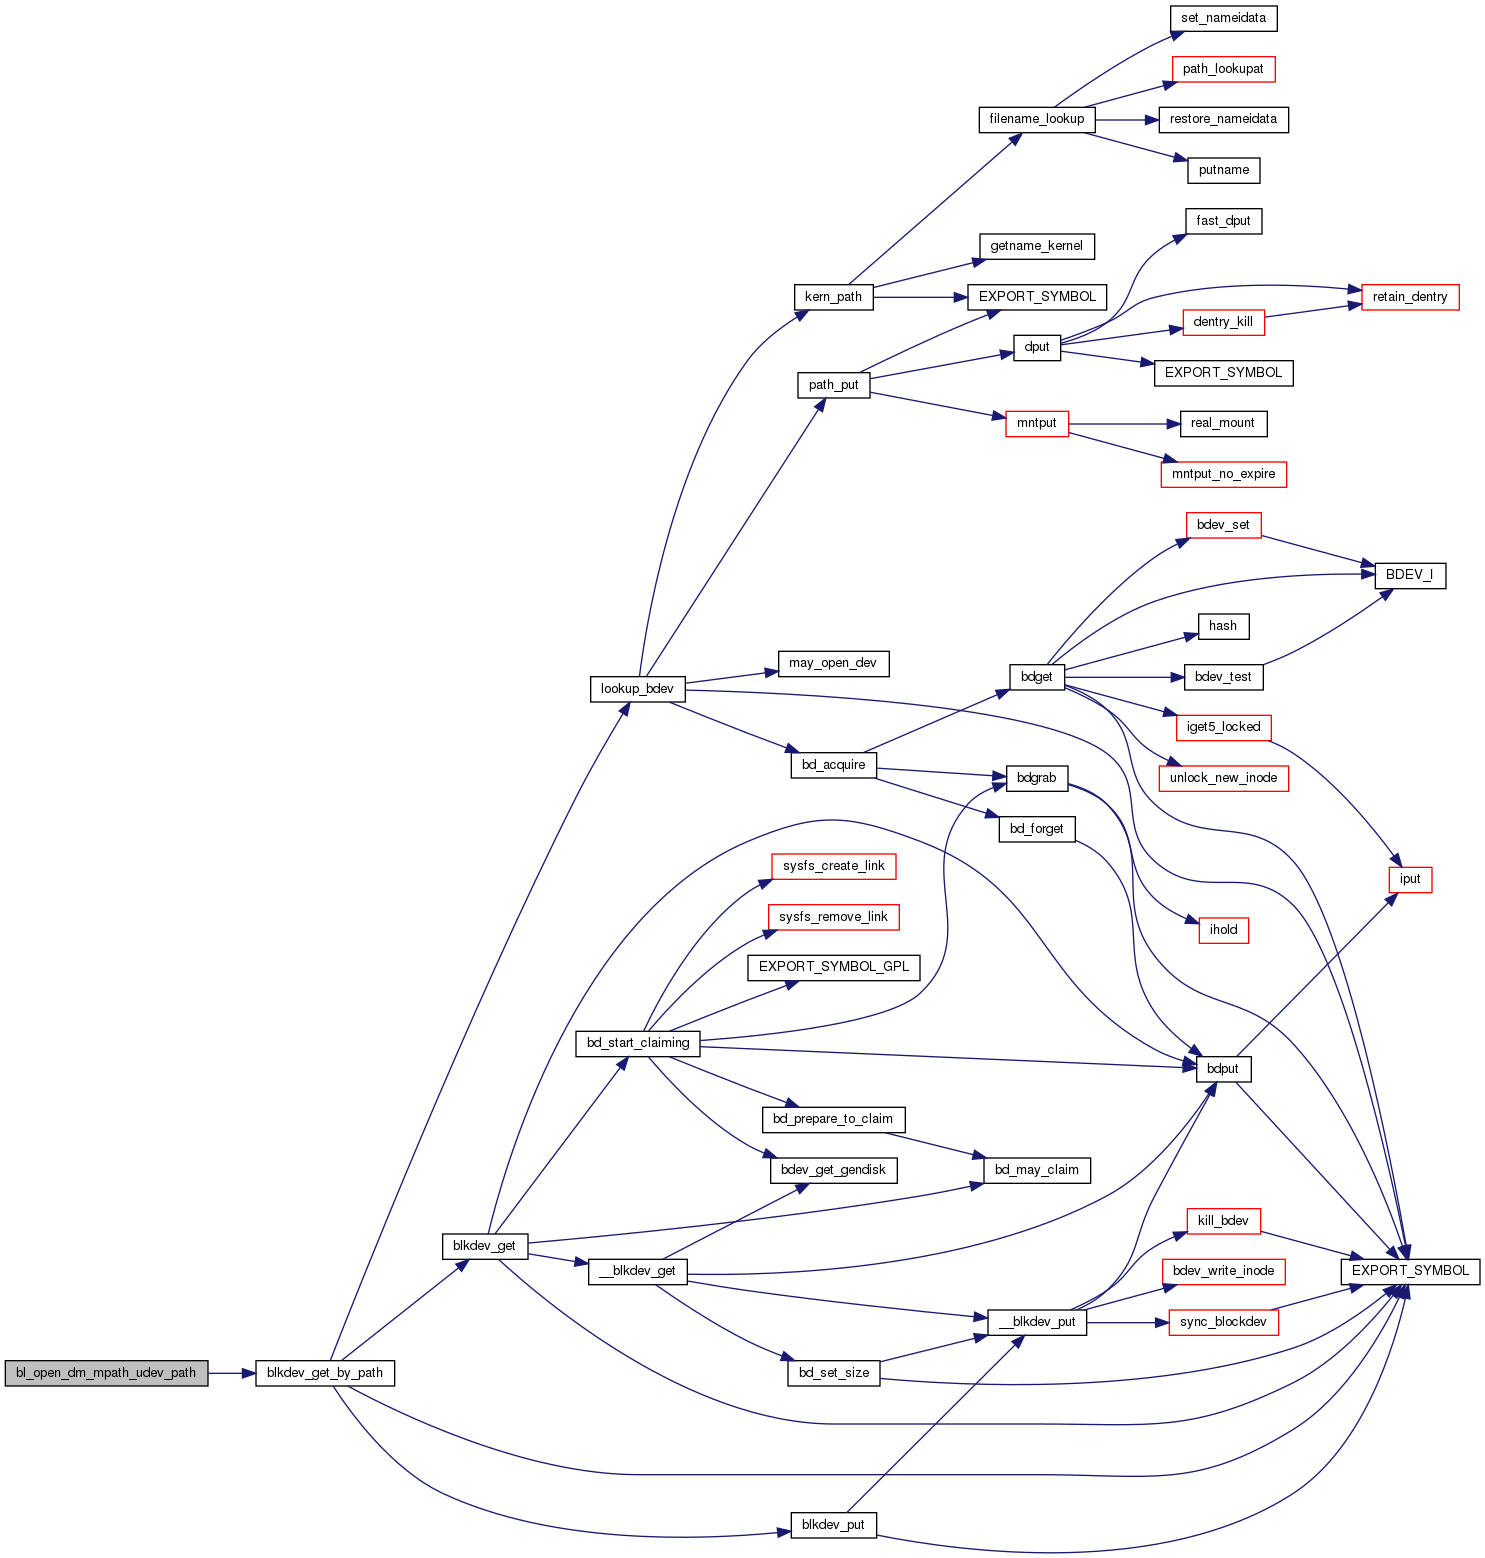 set_nameidata
path_lookupat
filename_lookup
restore_nameidata
putname
fast_dput
getname_kernel
kern_path
EXPORT_SYMBOL
retain_dentry
dentry_kill
dput
EXPORT_SYMBOL
path_put
mntput
real_mount
mntput_no_expire
bdev_set
BDEV_I
hash
may_open_dev
bdget
bdev_test
lookup_bdev
iget5_locked
bd_acquire
bdgrab
unlock_new_inode
bd_forget
sysfs_create_link
iput
sysfs_remove_link
ihold
EXPORT_SYMBOL_GPL
bd_start_claiming
bdput
bd_prepare_to_claim
bdev_get_gendisk
bd_may_claim
kill_bdev
blkdev_get
__blkdev_get
bdev_write_inode
EXPORT_SYMBOL
__blkdev_put
sync_blockdev
bl_open_dm_mpath_udev_path
blkdev_get_by_path
bd_set_size
blkdev_put